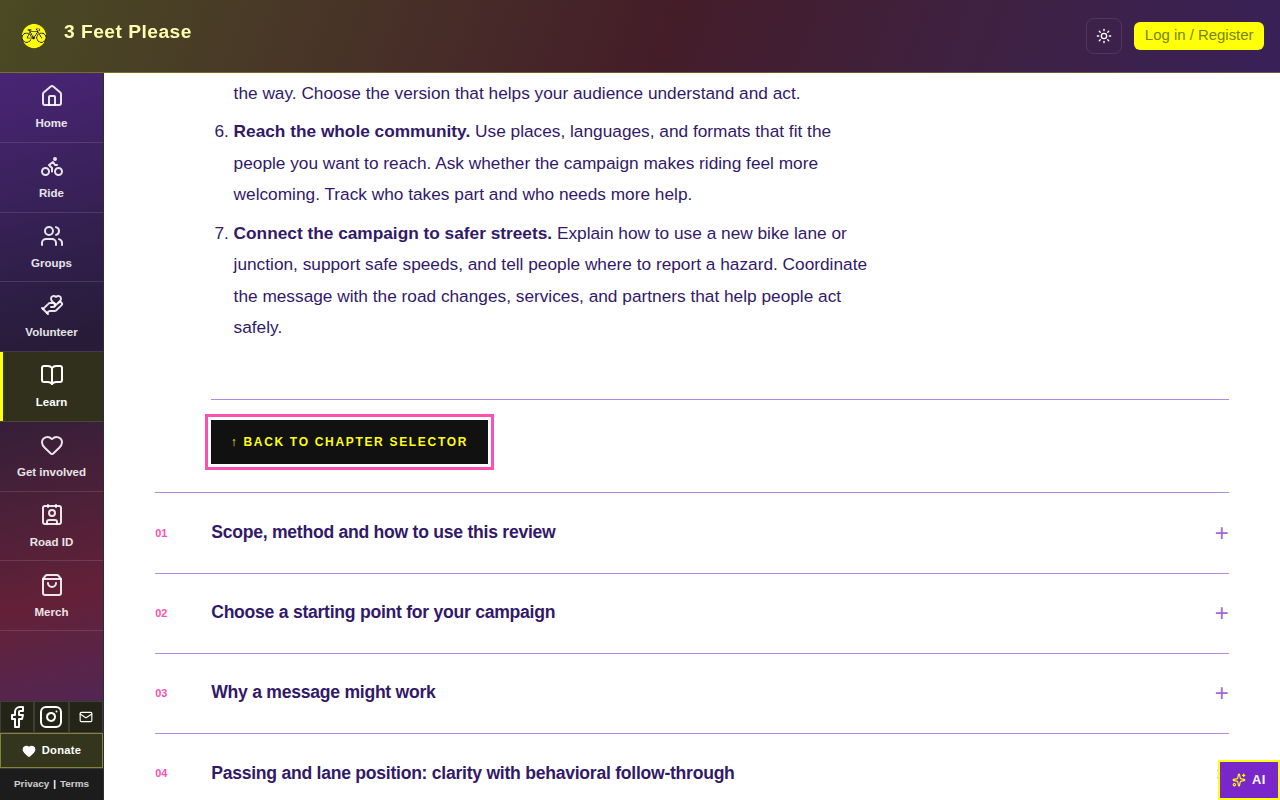 3 Feet Please
Log in / Register
Home
Ride
Groups
Volunteer
Learn
Get involved
Road ID
Merch
Donate
Privacy | Terms
the way. Choose the version that helps your audience understand and act.
6. Reach the whole community. Use places, languages, and formats that fit the
people you want to reach. Ask whether the campaign makes riding feel more
welcoming. Track who takes part and who needs more help.
7. Connect the campaign to safer streets. Explain how to use a new bike lane or
junction, support safe speeds, and tell people where to report a hazard. Coordinate
the message with the road changes, services, and partners that help people act
safely.
↑ BACK TO CHAPTER SELECTOR
01 Scope, method and how to use this review +
02 Choose a starting point for your campaign +
03 Why a message might work +
04 Passing and lane position: clarity with behavioral follow-through
AI